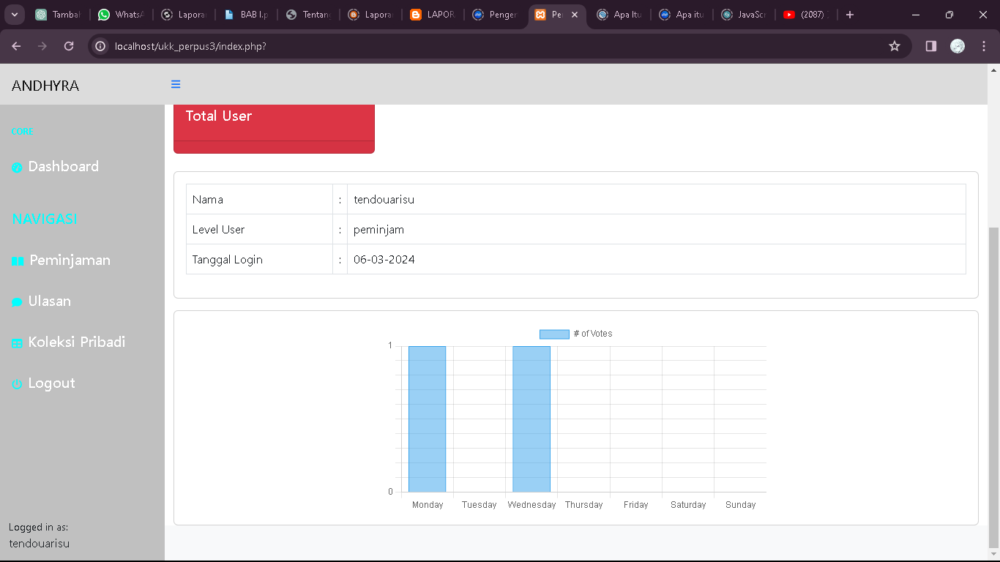 Tambah
WhatsA
Lapora
BAB I.p
Tentang
Lapora
LAPOR
Penger
Pe
Apa Itu
Apa itu
JavaScr
(2087)
localhost/ukk_perpus3/index.php?
ANDHYRA
CORE
Dashboard
NAVIGASI
Peminjaman
Ulasan
Koleksi Pribadi
Logout
Logged in as:
tendouarisu
Total User
Nama : tendouarisu
Level User : peminjam
Tanggal Login : 06-03-2024
# of Votes
1
0
Monday Tuesday Wednesday Thursday Friday Saturday Sunday